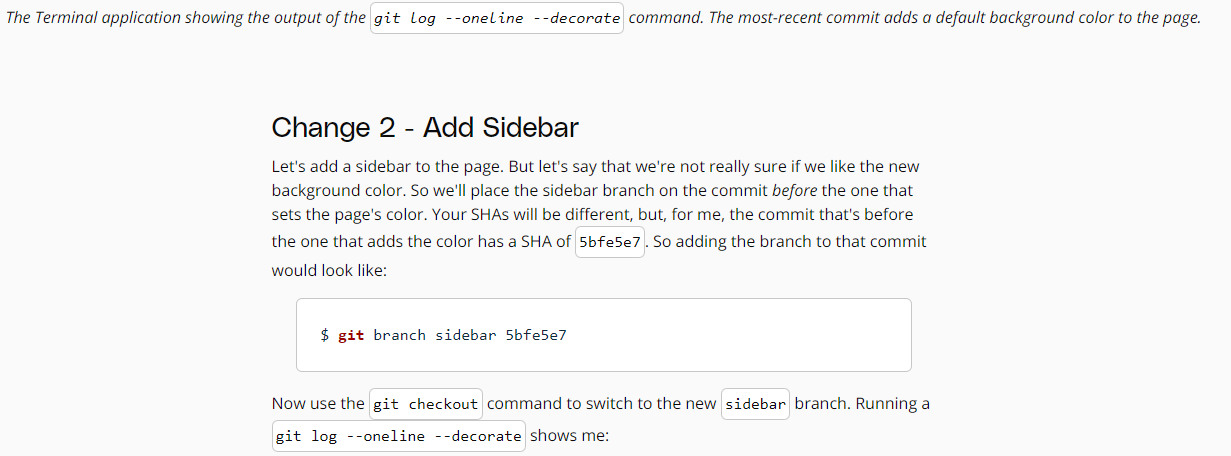 The Terminal application showing the output of the git log --oneline --decorate command. The most-recent commit adds a default background color to the page.
Change 2 - Add Sidebar
Let's add a sidebar to the page. But let's say that we're not really sure if we like the new
background color. So we'll place the sidebar branch on the commit before the one that
sets the page's color. Your SHAs will be different, but, for me, the commit that's before
the one that adds the color has a SHA of 5bfe5e7. So adding the branch to that commit
would look like:
$ git branch sidebar 5bfe5e7
Now use the git checkout command to switch to the new sidebar branch. Running a
git log --oneline --decorate shows me: